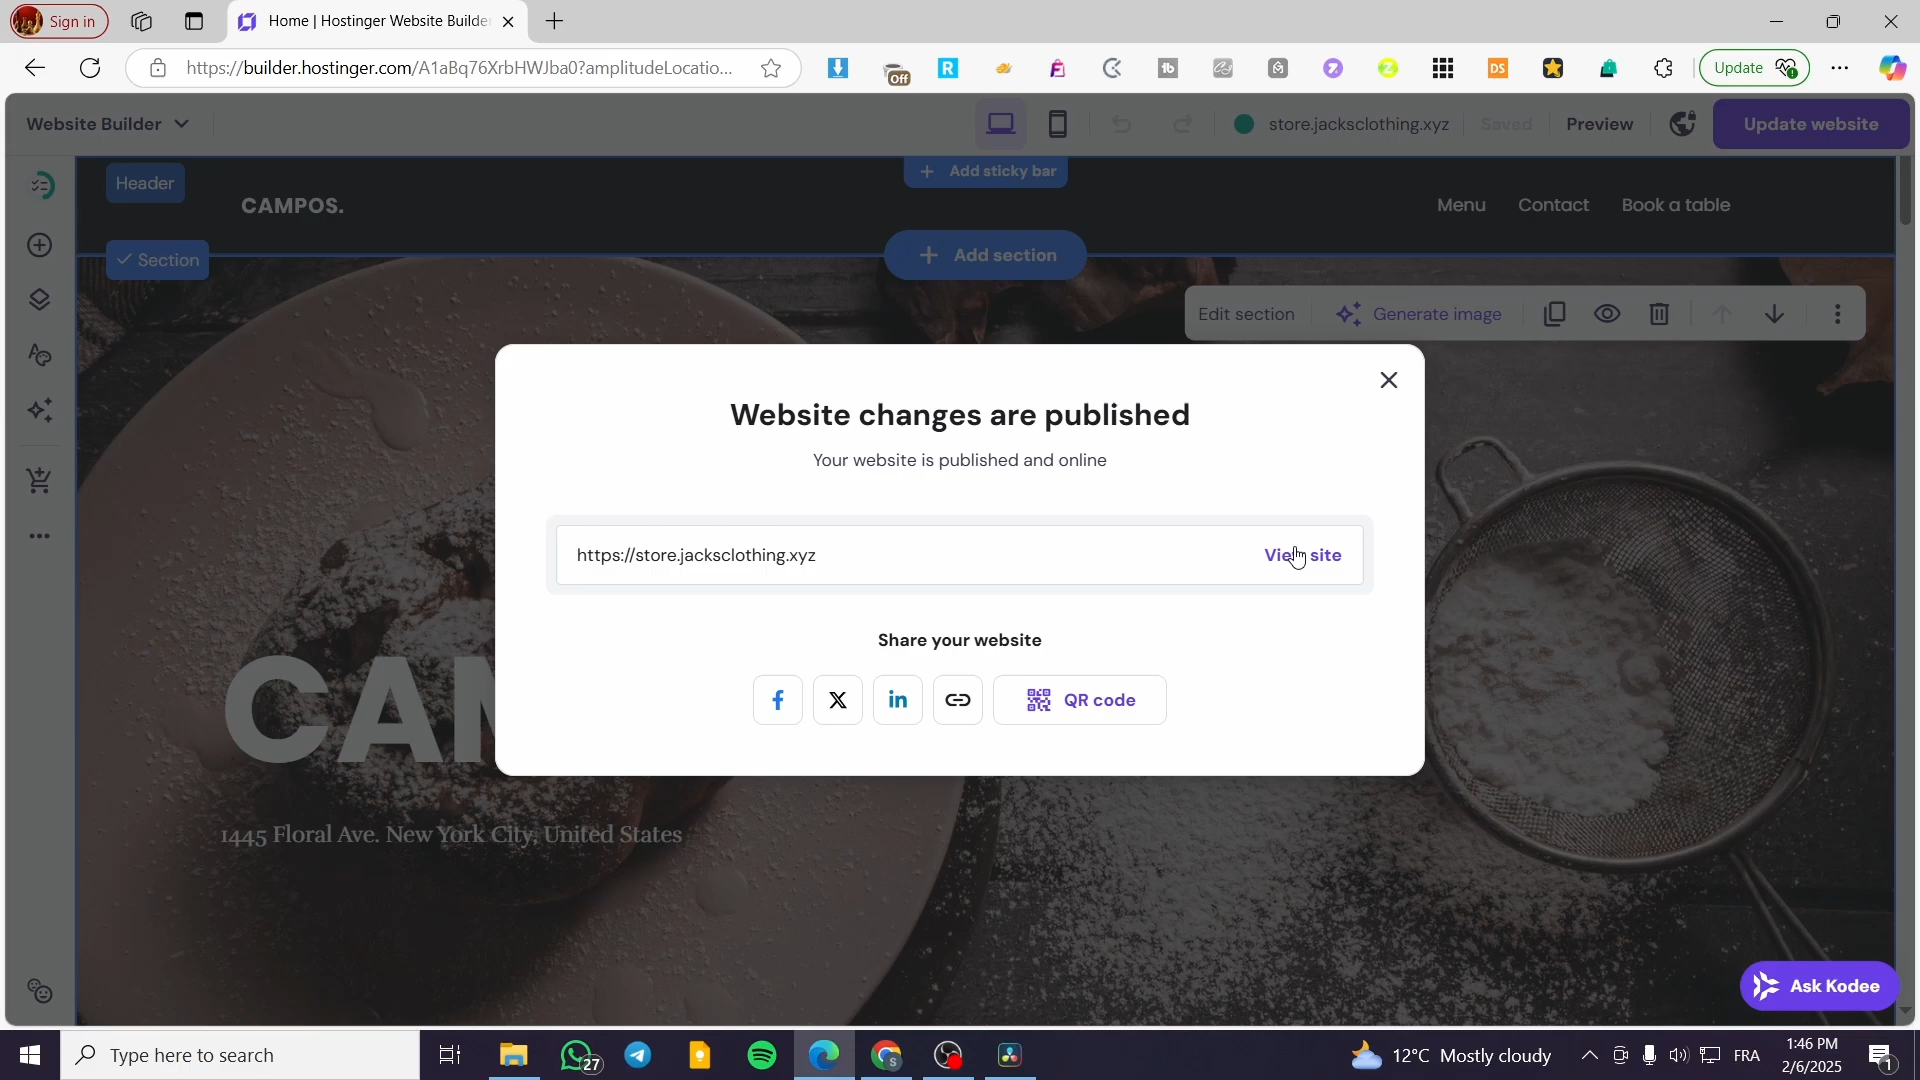 Sign in
Home | Hostinger Website Builde
https://builder.hostinger.com/A1aBq76XrbHWJba0?amplitudeLocatio...
Off
Update
Website Builder
store.jacksclothing.xyz
Saved
Preview
Update website
Header
+ Add sticky bar
CAMPOS.
Menu
Contact
Book a table
Section
+ Add section
Edit section
Generate image
Website changes are published
Your website is published and online
https://store.jacksclothing.xyz
View site
Share your website
QR code
CAM
1445 Floral Ave. New York City, United States
Ask Kodee
Type here to search
27
12°C Mostly cloudy
FRA
1:46 PM
2/6/2025
1